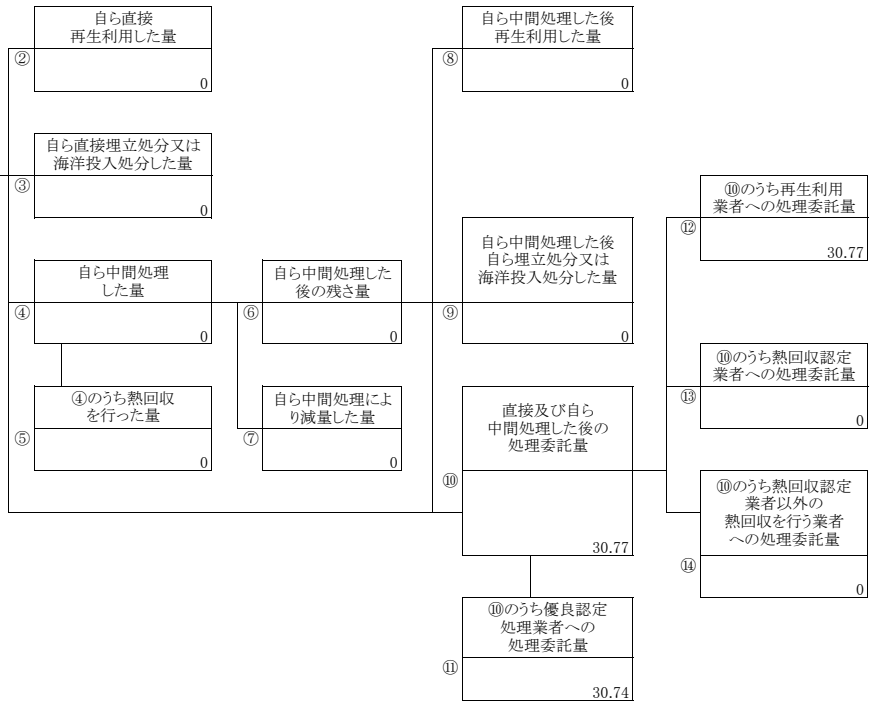 自ら直接
再生利用した量
②
0
自ら直接埋立処分又は
海洋投入処分した量
③
0
自ら中間処理
した量
④
0
④のうち熱回収
を行った量
⑤
0
自ら中間処理した
後の残さ量
⑥
0
自ら中間処理によ
り減量した量
⑦
0
自ら中間処理した後
再生利用した量
⑧
0
自ら中間処理した後
自ら埋立処分又は
海洋投入処分した量
⑨
0
直接及び自ら
中間処理した後の
処理委託量
⑩
30.77
⑩のうち優良認定
処理業者への
処理委託量
⑪
30.74
⑩のうち再生利用
業者への処理委託量
⑫
30.77
⑩のうち熱回収認定
業者への処理委託量
⑬
0
⑩のうち熱回収認定
業者以外の
熱回収を行う業者
への処理委託量
⑭
0